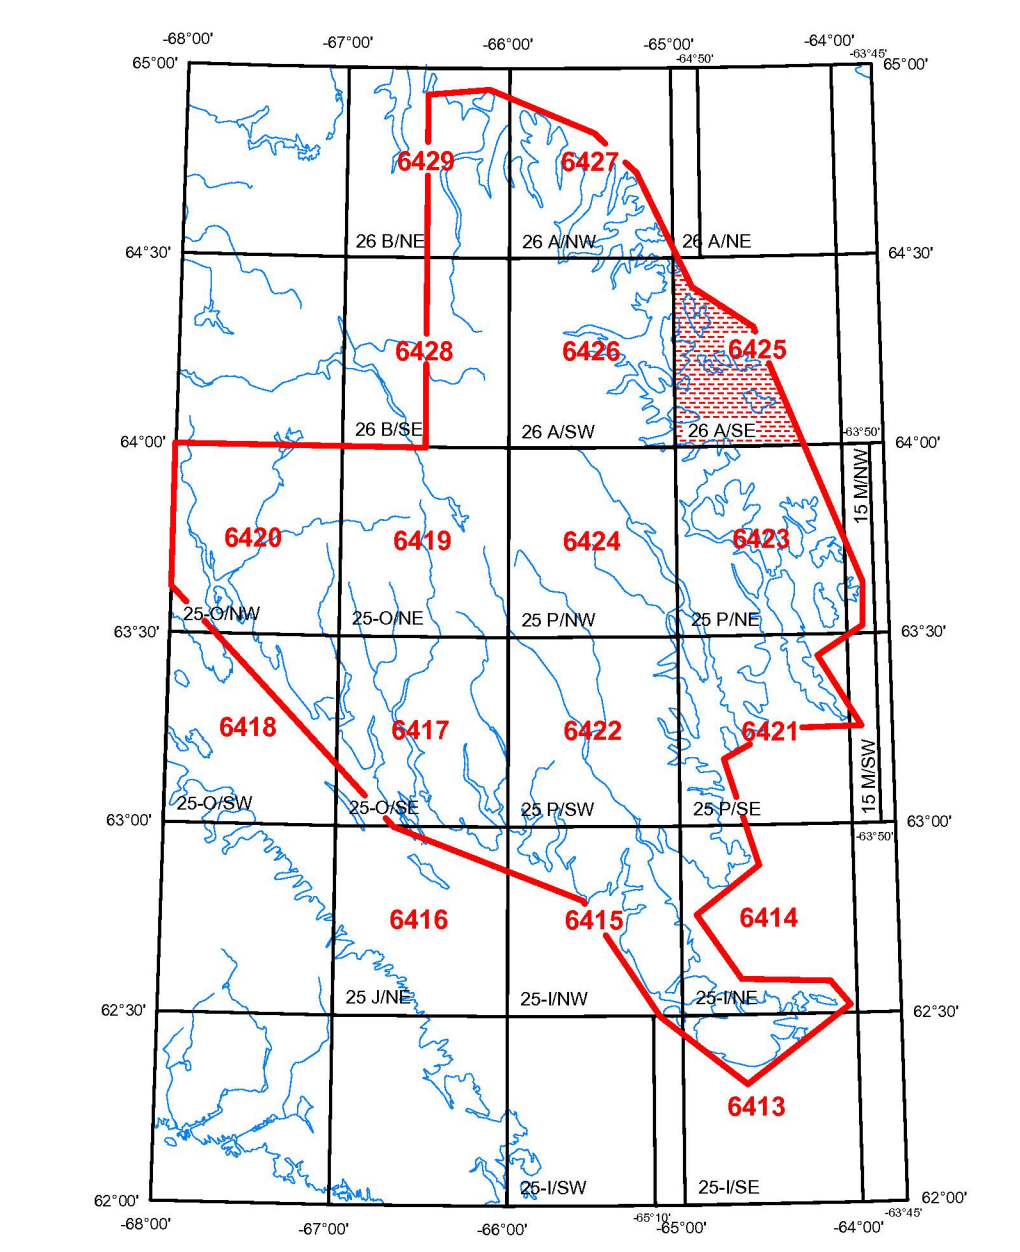 -68°00' -67°00' -66°00' -65°00' -64°00'
-64°50' -63°45'
65°00' 65°00'
6429 6427
26 B/NE 26 A/NW 26 A/NE
64°30' 64°30'
6428 6426 6425
26 B/SE 26 A/SW 26 A/SE
-63°50'
64°00' 64°00'
15 M/NW
6420 6419 6424 6423
25-O/NW 25-O/NE 25 P/NW 25 P/NE
63°30' 63°30'
6418 6417 6422 6421
15 M/SW
25-O/SW 25-O/SE 25 P/SW 25 P/SE
63°00' 63°00'
-63°50'
6416 6415 6414
25 J/NE 25-I/NW 25-I/NE
62°30' 62°30'
6413
25-I/SW 25-I/SE
62°00' 62°00'
-65°10' -63°45'
-68°00' -67°00' -66°00' -65°00' -64°00'